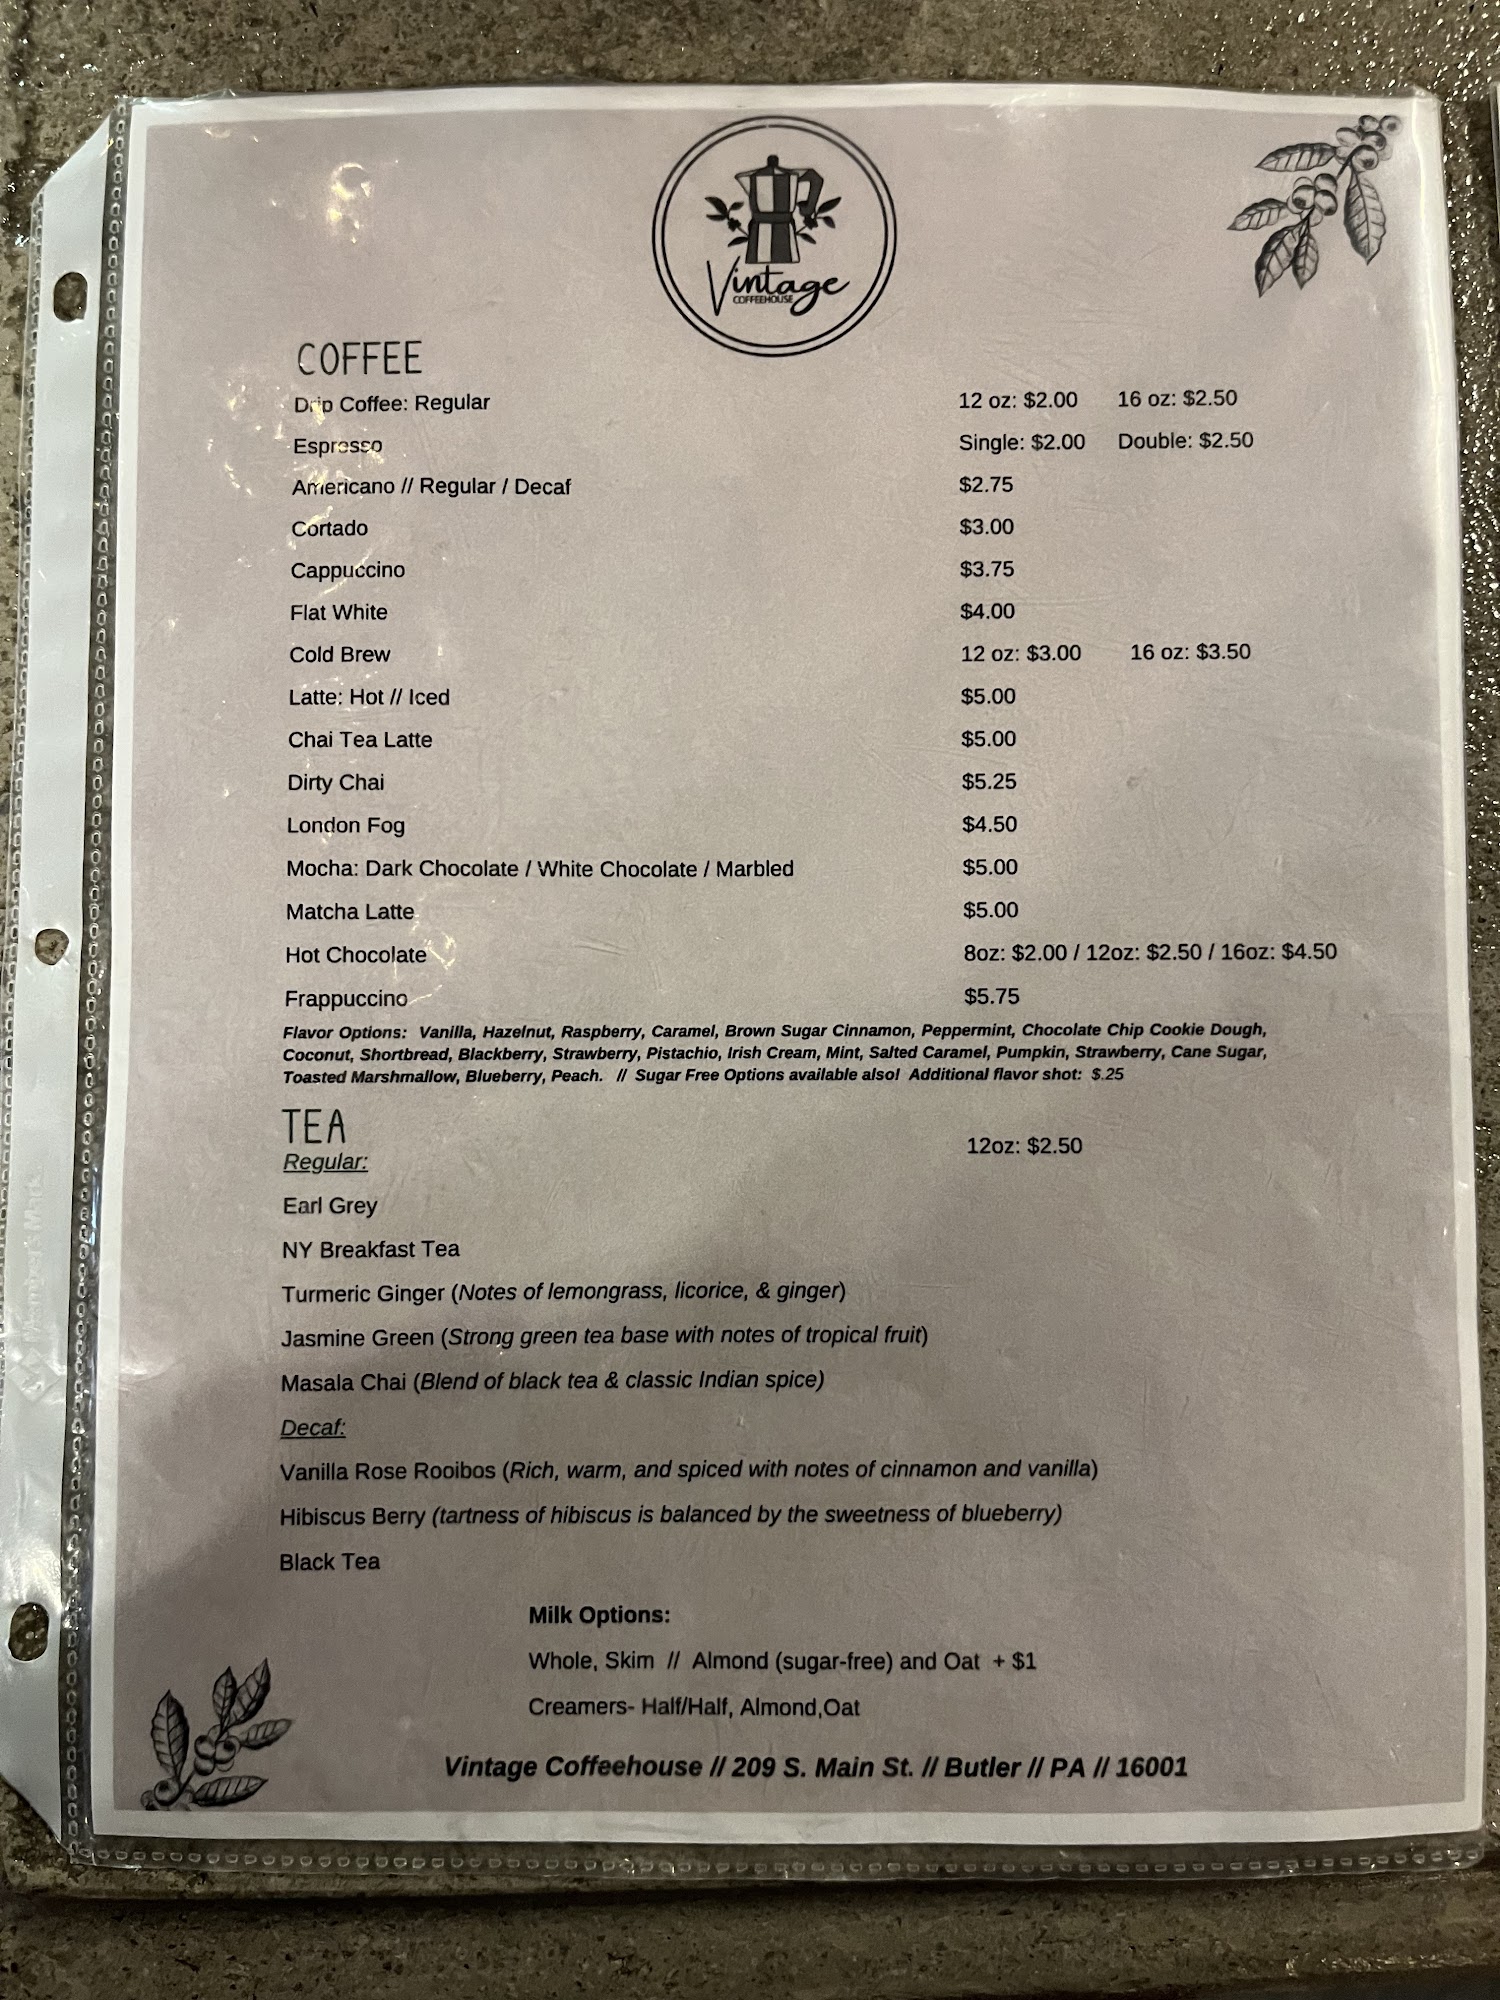 Vintage
COFFEEHOUSE
COFFEE
Drip Coffee: Regular 12 oz: $2.00 16 oz: $2.50
Espresso Single: $2.00 Double: $2.50
Americano // Regular / Decaf $2.75
Cortado $3.00
Cappuccino $3.75
Flat White $4.00
Cold Brew 12 oz: $3.00 16 oz: $3.50
Latte: Hot // Iced $5.00
Chai Tea Latte $5.00
Dirty Chai $5.25
London Fog $4.50
Mocha: Dark Chocolate / White Chocolate / Marbled $5.00
Matcha Latte $5.00
Hot Chocolate 8oz: $2.00 / 12oz: $2.50 / 16oz: $4.50
Frappuccino $5.75
Flavor Options: Vanilla, Hazelnut, Raspberry, Caramel, Brown Sugar Cinnamon, Peppermint, Chocolate Chip Cookie Dough,
Coconut, Shortbread, Blackberry, Strawberry, Pistachio, Irish Cream, Mint, Salted Caramel, Pumpkin, Strawberry, Cane Sugar,
Toasted Marshmallow, Blueberry, Peach. // Sugar Free Options available also! Additional flavor shot: $.25
TEA 12oz: $2.50
Regular:
Earl Grey
NY Breakfast Tea
Turmeric Ginger (Notes of lemongrass, licorice, & ginger)
Jasmine Green (Strong green tea base with notes of tropical fruit)
Masala Chai (Blend of black tea & classic Indian spice)
Decaf:
Vanilla Rose Rooibos (Rich, warm, and spiced with notes of cinnamon and vanilla)
Hibiscus Berry (tartness of hibiscus is balanced by the sweetness of blueberry)
Black Tea
Milk Options:
Whole, Skim // Almond (sugar-free) and Oat + $1
Creamers- Half/Half, Almond,Oat
Vintage Coffeehouse // 209 S. Main St. // Butler // PA // 16001